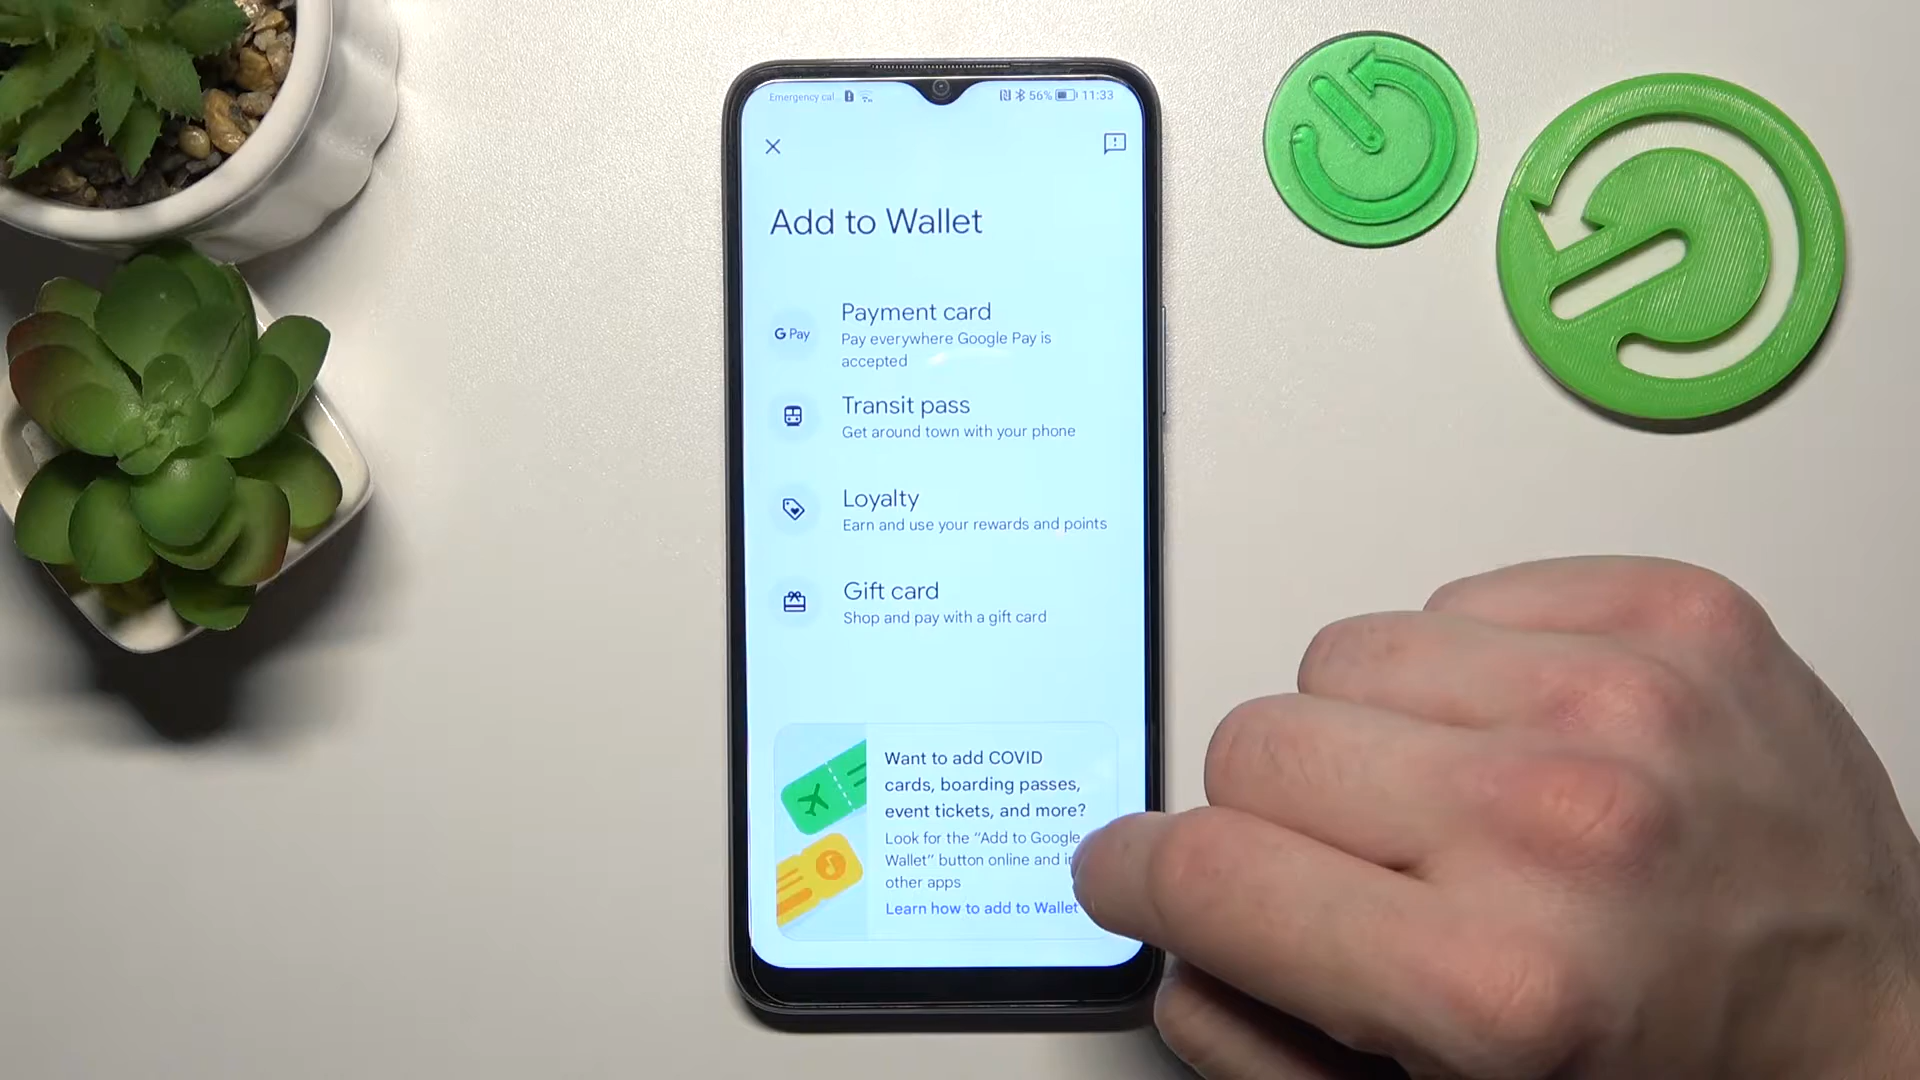 Emergency cal
56% 11:33
Add to Wallet
G Pay
Payment card
Pay everywhere Google Pay is
accepted
Transit pass
Get around town with your phone
Loyalty
Earn and use your rewards and points
Gift card
Shop and pay with a gift card
Want to add COVID
cards, boarding passes,
event tickets, and more?
Look for the “Add to Google
Wallet” button online and in
other apps
Learn how to add to Wallet